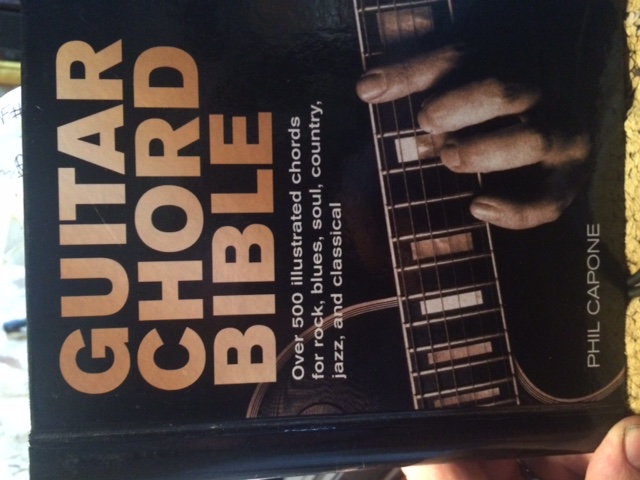 GUITAR
CHORD
BIBLE
Over 500 illustrated chords
for rock, blues, soul, country,
jazz, and classical
PHIL CAPONE